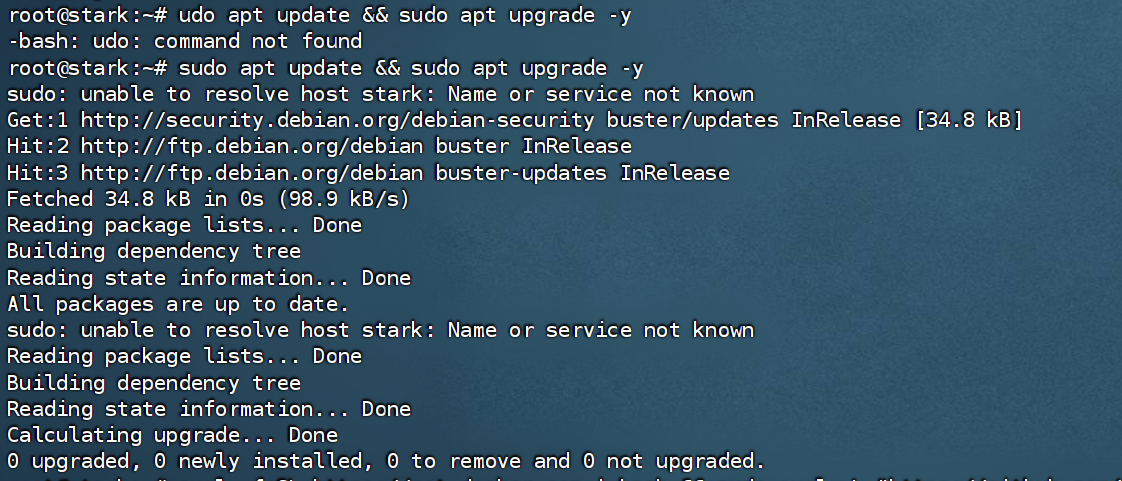 root@stark:~# udo apt update && sudo apt upgrade -y
-bash: udo: command not found
root@stark:~# sudo apt update && sudo apt upgrade -y
sudo: unable to resolve host stark: Name or service not known
Get:1 http://security.debian.org/debian-security buster/updates InRelease [34.8 kB]
Hit:2 http://ftp.debian.org/debian buster InRelease
Hit:3 http://ftp.debian.org/debian buster-updates InRelease
Fetched 34.8 kB in 0s (98.9 kB/s)
Reading package lists... Done
Building dependency tree
Reading state information... Done
All packages are up to date.
sudo: unable to resolve host stark: Name or service not known
Reading package lists... Done
Building dependency tree
Reading state information... Done
Calculating upgrade... Done
0 upgraded, 0 newly installed, 0 to remove and 0 not upgraded.